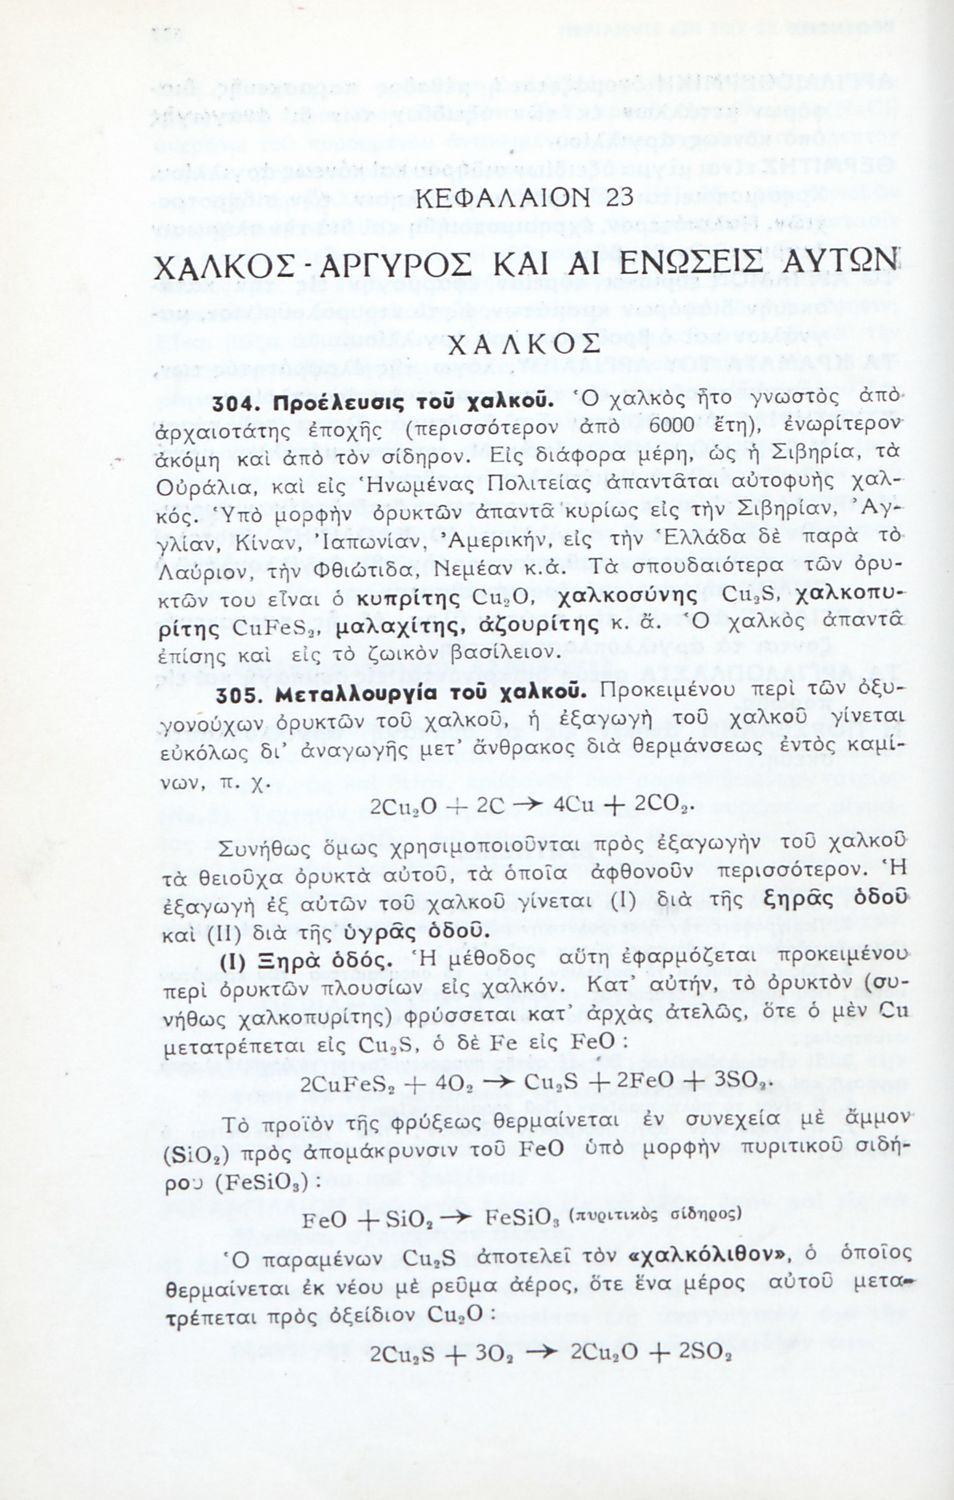 ΚΕΦΑΛΑΙΟΝ 23
ΧΑΛΚΟΣ - ΑΡΓΥΡΟΣ ΚΑΙ ΑΙ ΕΝΩΣΕΙΣ ΑΥΤΩΝ
ΧΑΛΚΟΣ
304. Προέλευσις τοῦ χαλκοῦ. Ὁ χαλκὸς ἦτο γνωστὸς ἀπὸ
ἀρχαιοτάτης ἐποχῆς (περισσότερον ἀπὸ 6000 ἔτη), ἐνωρίτερον
ἀκόμη καὶ ἀπὸ τὸν σίδηρον. Εἰς διάφορα μέρη, ὡς ἡ Σιβηρία, τὰ
Οὐράλια, καὶ εἰς Ἡνωμένας Πολιτείας ἀπαντᾶται αὐτοφυὴς χαλ-
κός. Ὑπὸ μορφὴν ὀρυκτῶν ἀπαντᾶ κυρίως εἰς τὴν Σιβηρίαν, Ἀγ-
γλίαν, Κίναν, Ἰαπωνίαν, Ἀμερικήν, εἰς τὴν Ἑλλάδα δὲ παρὰ τὸ
Λαύριον, τὴν Φθιώτιδα, Νεμέαν κ.ἀ. Τὰ σπουδαιότερα τῶν ὀρυ-
κτῶν του εἶναι ὁ κυπρίτης Cu₂O, χαλκοσύνης Cu₂S, χαλκοπυ-
ρίτης CuFeS₂, μαλαχίτης, ἀζουρίτης κ. ἄ. Ὁ χαλκὸς ἀπαντᾶ
ἐπίσης καὶ εἰς τὸ ζωικὸν βασίλειον.
305. Μεταλλουργία τοῦ χαλκοῦ. Προκειμένου περὶ τῶν ὀξυ-
γονούχων ὀρυκτῶν τοῦ χαλκοῦ, ἡ ἐξαγωγὴ τοῦ χαλκοῦ γίνεται
εὐκόλως δι’ ἀναγωγῆς μετ’ ἄνθρακος διὰ θερμάνσεως ἐντὸς καμί-
νων, π. χ.
2Cu₂O + 2C → 4Cu + 2CO₂.
Συνήθως ὅμως χρησιμοποιοῦνται πρὸς ἐξαγωγὴν τοῦ χαλκοῦ
τὰ θειοῦχα ὀρυκτὰ αὐτοῦ, τὰ ὁποῖα ἀφθονοῦν περισσότερον. Ἡ
ἐξαγωγὴ ἐξ αὐτῶν τοῦ χαλκοῦ γίνεται (I) διὰ τῆς ξηρᾶς ὁδοῦ
καὶ (II) διὰ τῆς ὑγρᾶς ὁδοῦ.
(I) Ξηρὰ ὁδός. Ἡ μέθοδος αὕτη ἐφαρμόζεται προκειμένου
περὶ ὀρυκτῶν πλουσίων εἰς χαλκόν. Κατ’ αὐτήν, τὸ ὀρυκτὸν (συ-
νήθως χαλκοπυρίτης) φρύσσεται κατ’ ἀρχὰς ἀτελῶς, ὅτε ὁ μὲν Cu
μετατρέπεται εἰς Cu₂S, ὁ δὲ Fe εἰς FeO :
2CuFeS₂ + 4O₂ → Cu₂S + 2FeO + 3SO₂.
Τὸ προϊὸν τῆς φρύξεως θερμαίνεται ἐν συνεχείᾳ μὲ ἄμμον
(SiO₂) πρὸς ἀπομάκρυνσιν τοῦ FeO ὑπὸ μορφὴν πυριτικοῦ σιδή-
ρου (FeSiO₃) :
FeO + SiO₂ → FeSiO₃ (πυριτικὸς σίδηρος)
Ὁ παραμένων Cu₂S ἀποτελεῖ τὸν «χαλκόλιθον», ὁ ὁποῖος
θερμαίνεται ἐκ νέου μὲ ρεῦμα ἀέρος, ὅτε ἕνα μέρος αὐτοῦ μετα-
τρέπεται πρὸς ὀξείδιον Cu₂O :
2Cu₂S + 3O₂ → 2Cu₂O + 2SO₂